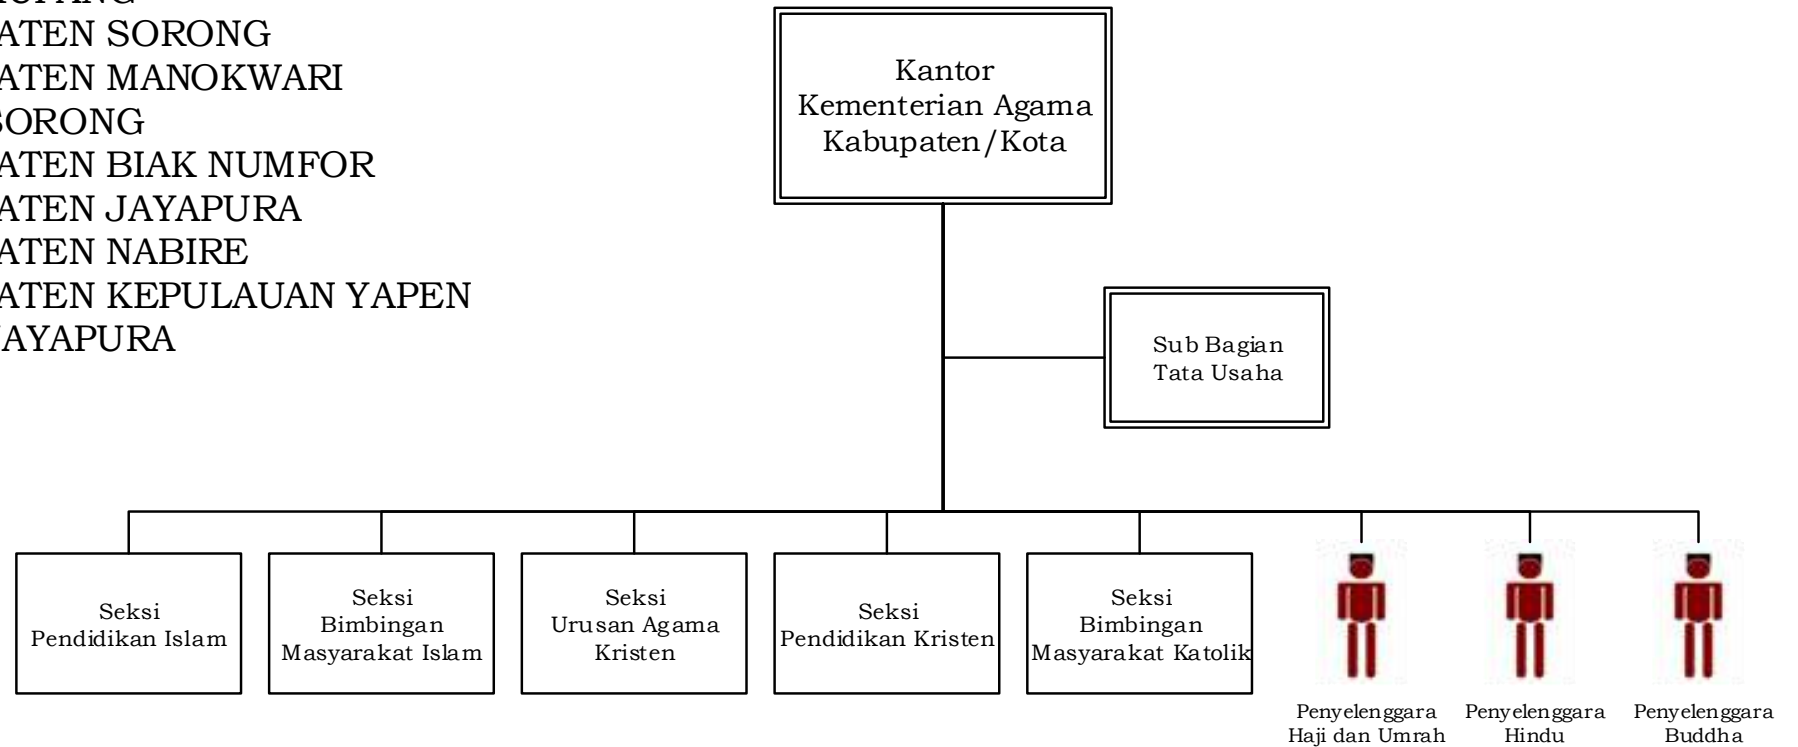 ATEN SORONG
ATEN MANOKWARI
SORONG
ATEN BIAK NUMFOR
ATEN JAYAPURA
ATEN NABIRE
ATEN KEPULAUAN YAPEN
JAYAPURA
Kantor
Kementerian Agama
Kabupaten/Kota
Sub Bagian
Tata Usaha
Seksi
Pendidikan Islam
Seksi
Bimbingan
Masyarakat Islam
Seksi
Urusan Agama
Kristen
Seksi
Pendidikan Kristen
Seksi
Bimbingan
Masyarakat Katolik
Penyelenggara
Haji dan Umrah
Penyelenggara
Hindu
Penyelenggara
Buddha